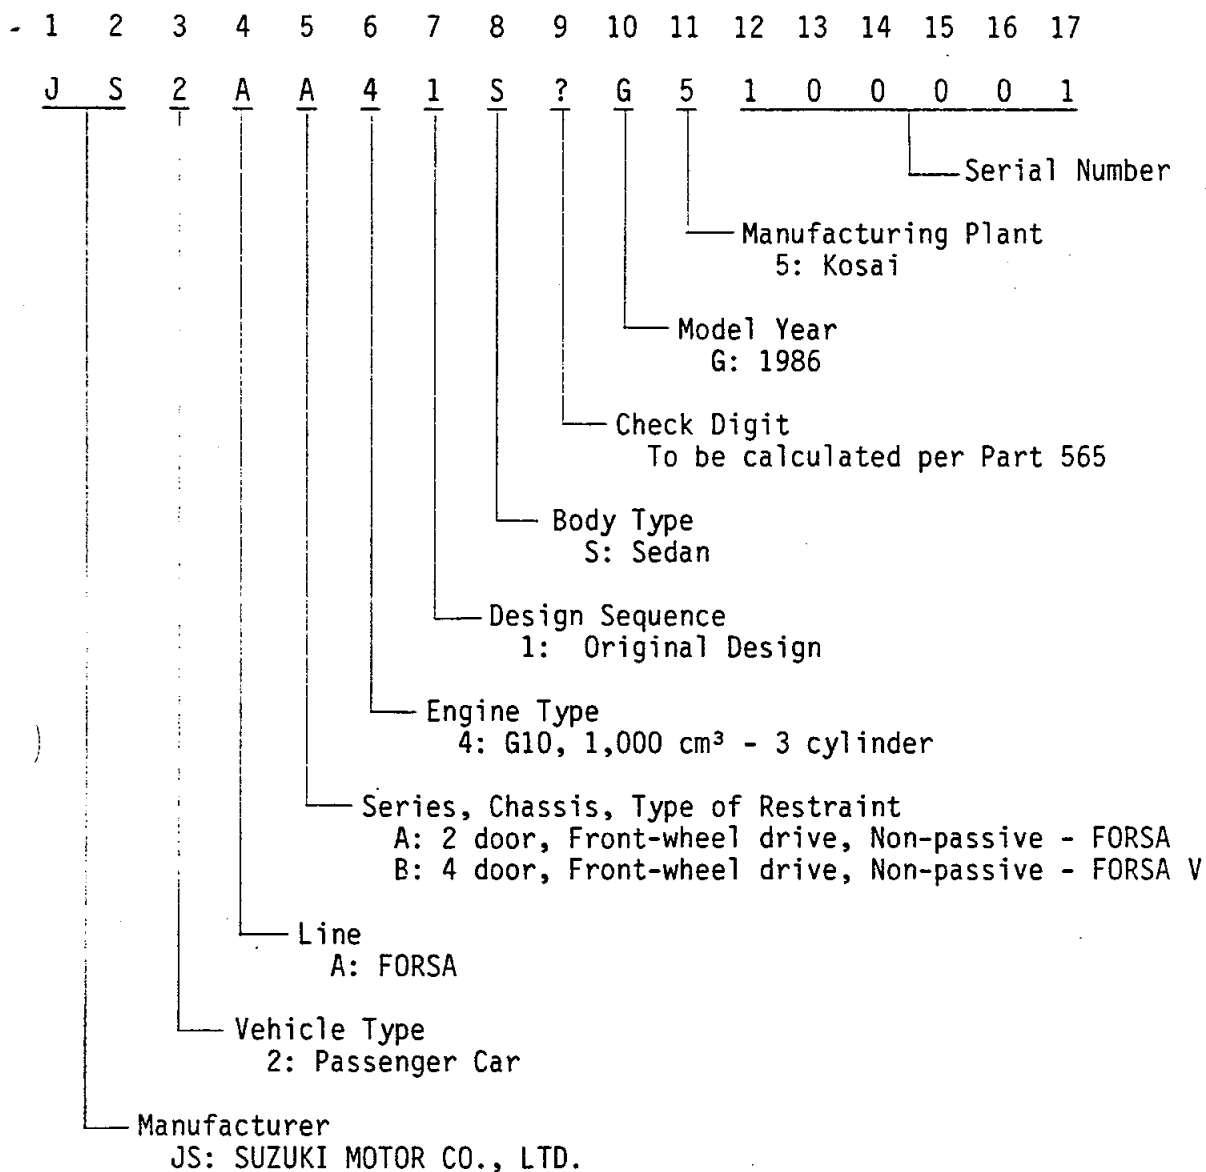 - 1 2 3 4 5 6 7 8 9 10 11 12 13 14 15 16 17
J S 2 A A 4 1 S ? G 5 1 0 0 0 0 1
Serial Number
Manufacturing Plant
5: Kosai
Model Year
G: 1986
Check Digit
To be calculated per Part 565
Body Type
S: Sedan
Design Sequence
1: Original Design
Engine Type
4: G10, 1,000 cm³ - 3 cylinder
Series, Chassis, Type of Restraint
A: 2 door, Front-wheel drive, Non-passive - FORSA
B: 4 door, Front-wheel drive, Non-passive - FORSA V
Line
A: FORSA
Vehicle Type
2: Passenger Car
Manufacturer
JS: SUZUKI MOTOR CO., LTD.